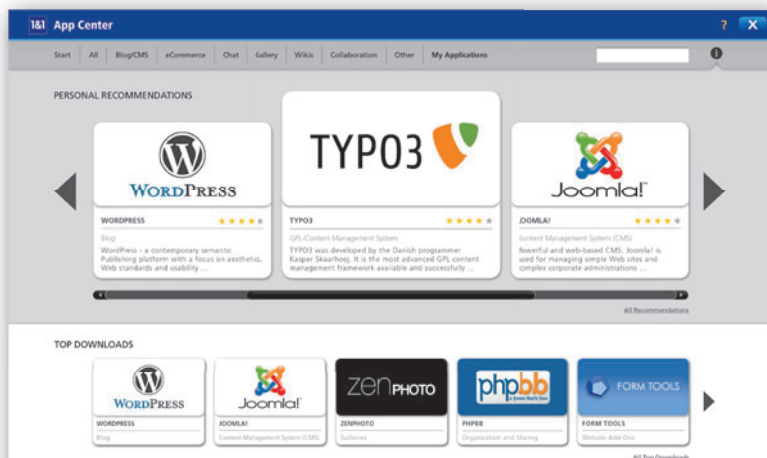 1&1 App Center ? X
Start All Blog/CMS eCommerce Chat Gallery Wikis Collaboration Other My Applications i
PERSONAL RECOMMENDATIONS
WORDPRESS
TYPO3
Joomla!
WORDPRESS
Blog
WordPress - a contemporary semantic
Publishing platform with a focus on aesthetic,
Web standards and usability ...
TYPO3
GPL-Content Management System
TYPO3 was developed by the Danish programmer
Kasper Skaarhoej. It is the most advanced GPL content
management framework available and successfully ...
JOOMLA!
Content Management System (CMS)
Powerful and web-based CMS. Joomla! is
used for managing simple Web sites and
complex corporate administrations ...
All Recommendations
TOP DOWNLOADS
WORDPRESS
Joomla!
zenPHOTO
phpbb
FORM TOOLS
WORDPRESS
Blog
JOOMLA!
Content Management System (CMS)
ZENPHOTO
Galleries
PHPBB
Organization and Sharing
FORM TOOLS
Website Add-Ons
All Top Downloads